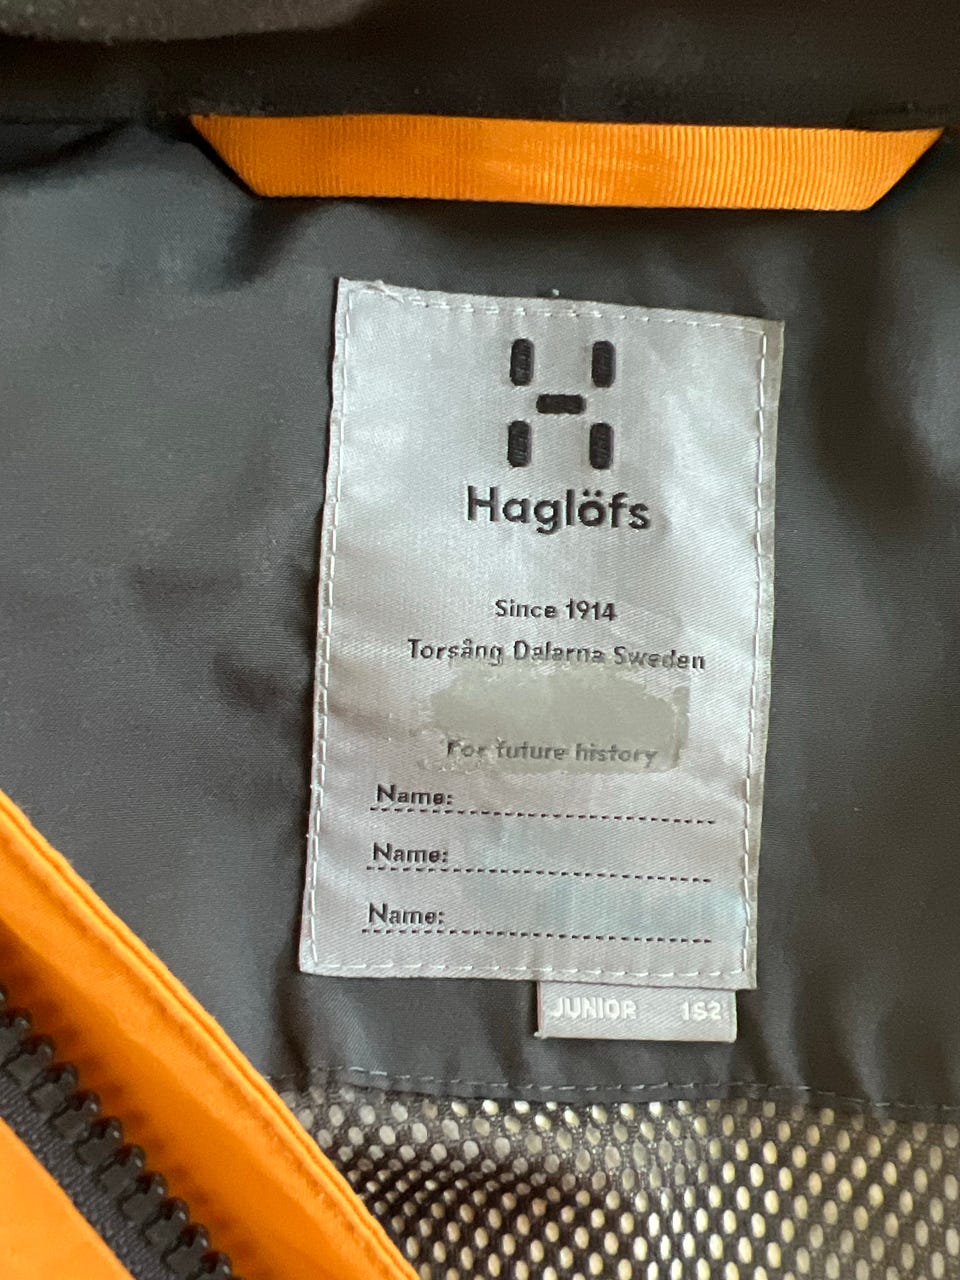 Haglöfs
Since 1914
Torsång Dalarna Sweden
For future history
Name:
Name:
Name:
JUNIOR 152